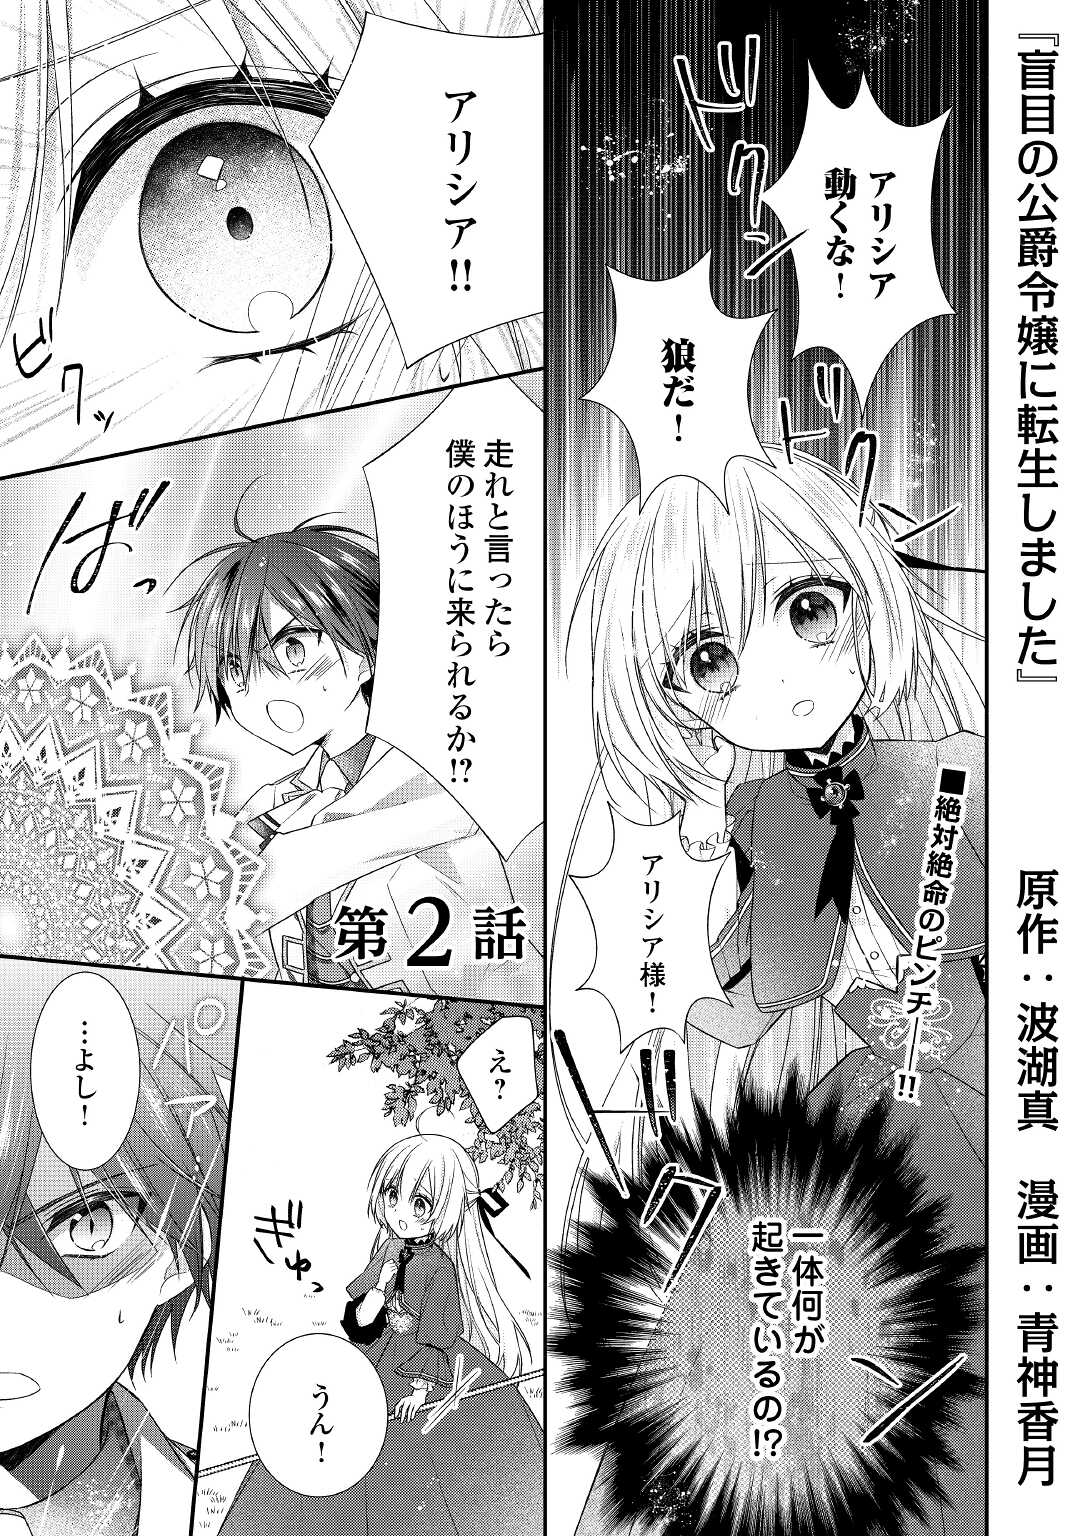 『盲目の公爵令嬢に転生しました』
原作：波湖真　漫画：青神香月
アリシア
動くな！
狼だ！
ドクン
ドクン
■絶対絶命のピンチ――!!
アリシア様！
一体何が
起きているの!?
アリシア!!
ビクッ
走れと言ったら
僕のほうに来られるか!?
ばっ
第2話
え？
ぎゅっ
うん！
パアア
…よし！